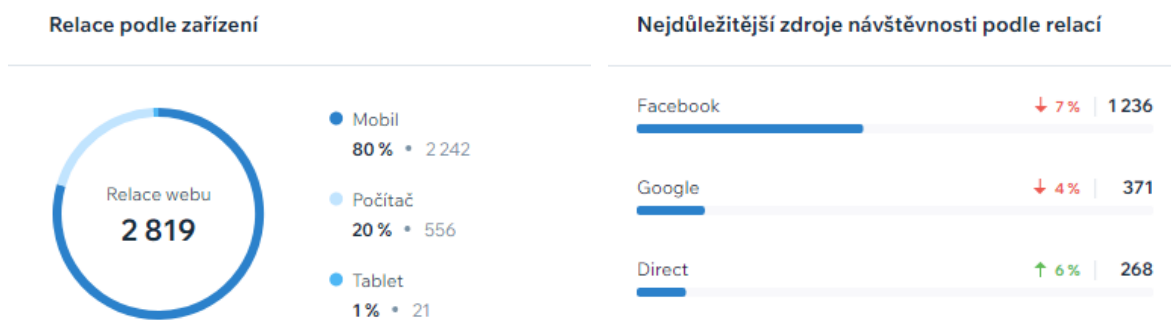 Relace podle zařízení
Relace webu
2 819
Mobil
80 % • 2 242
Počítač
20 % • 556
Tablet
1 % • 21
Nejdůležitější zdroje návštěvnosti podle relací
Facebook ↓ 7 % 1 236
Google ↓ 4 % 371
Direct ↑ 6 % 268